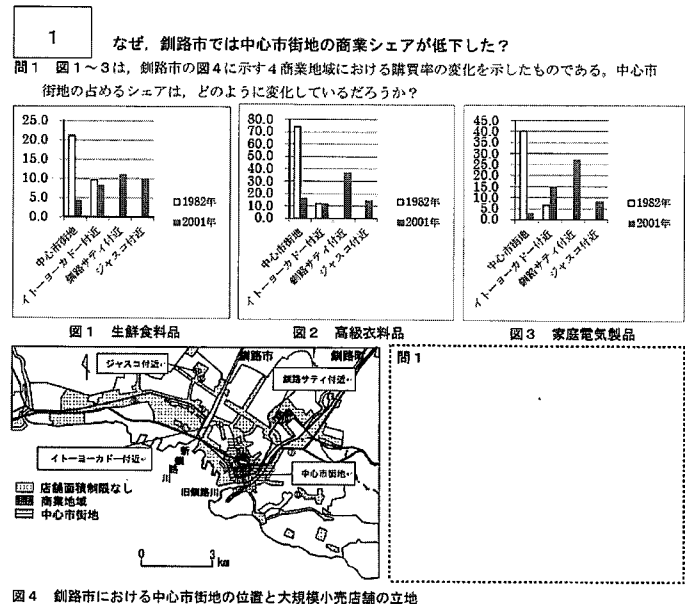 1
なぜ,釧路市では中心市街地の商業シェアが低下した?
問1 図1~3は,釧路市の図4に示す4商業地域における購買率の変化を示したものである。中心市
街地の占めるシェアは,どのように変化しているだろうか?
25.0
20.0
15.0
10.0
5.0
0.0
中心市街地
イトーヨーカドー付近
釧路サティ付近
ジャスコ付近
□1982年
■2001年
80.0
70.0
60.0
50.0
40.0
30.0
20.0
10.0
0.0
中心市街地
イトーヨーカドー付近
釧路サティ付近
ジャスコ付近
□1982年
■2001年
45.0
40.0
35.0
30.0
25.0
20.0
15.0
10.0
5.0
0.0
中心市街地
イトーヨーカドー付近
釧路サティ付近
ジャスコ付近
□1982年
■2001年
図1 生鮮食料品
図2 高級衣料品
図3 家庭電気製品
ジャスコ付近
釧路市
釧路
釧路サティ付近
イトーヨーカドー付近
新釧路川
旧釧路川
中心市街地
店舗面積制限なし
商業地域
中心市街地
0 3km
問1
図4 釧路市における中心市街地の位置と大規模小売店舗の立地